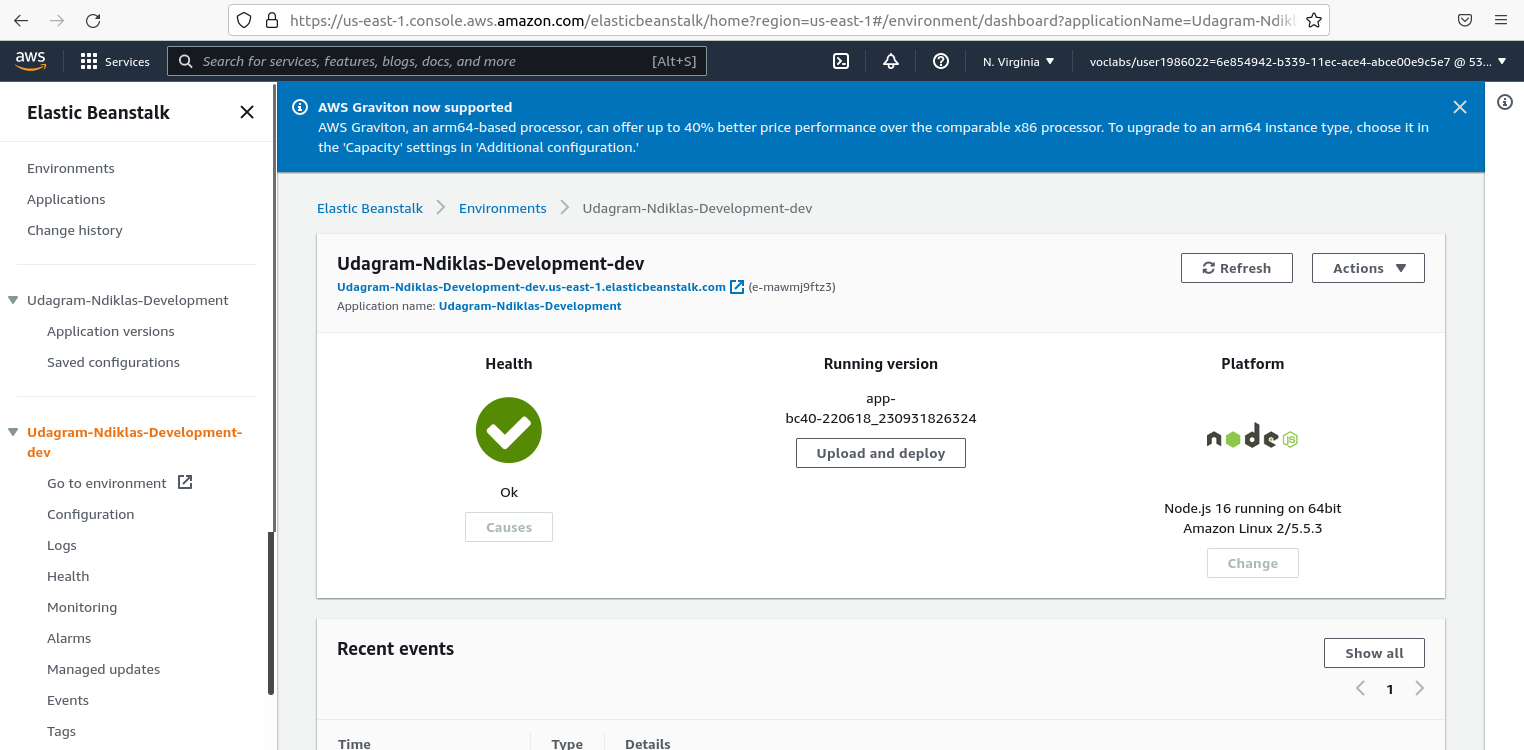 https://us-east-1.console.aws.amazon.com/elasticbeanstalk/home?region=us-east-1#/environment/dashboard?applicationName=Udagram-Ndikl
aws
Services
Search for services, features, blogs, docs, and more
[Alt+S]
N. Virginia
voclabs/user1986022=6e854942-b339-11ec-ace4-abce00e9c5e7 @ 53...
Elastic Beanstalk
Environments
Applications
Change history
Udagram-Ndiklas-Development
Application versions
Saved configurations
Udagram-Ndiklas-Development-
dev
Go to environment
Configuration
Logs
Health
Monitoring
Alarms
Managed updates
Events
Tags
AWS Graviton now supported
AWS Graviton, an arm64-based processor, can offer up to 40% better price performance over the comparable x86 processor. To upgrade to an arm64 instance type, choose it in
the 'Capacity' settings in 'Additional configuration.'
Elastic Beanstalk
Environments
Udagram-Ndiklas-Development-dev
Udagram-Ndiklas-Development-dev
Udagram-Ndiklas-Development-dev.us-east-1.elasticbeanstalk.com (e-mawmj9ftz3)
Application name: Udagram-Ndiklas-Development
Refresh
Actions
Health
Ok
Causes
Running version
app-
bc40-220618_230931826324
Upload and deploy
Platform
node JS
Node.js 16 running on 64bit
Amazon Linux 2/5.5.3
Change
Recent events
Show all
1
Time
Type
Details